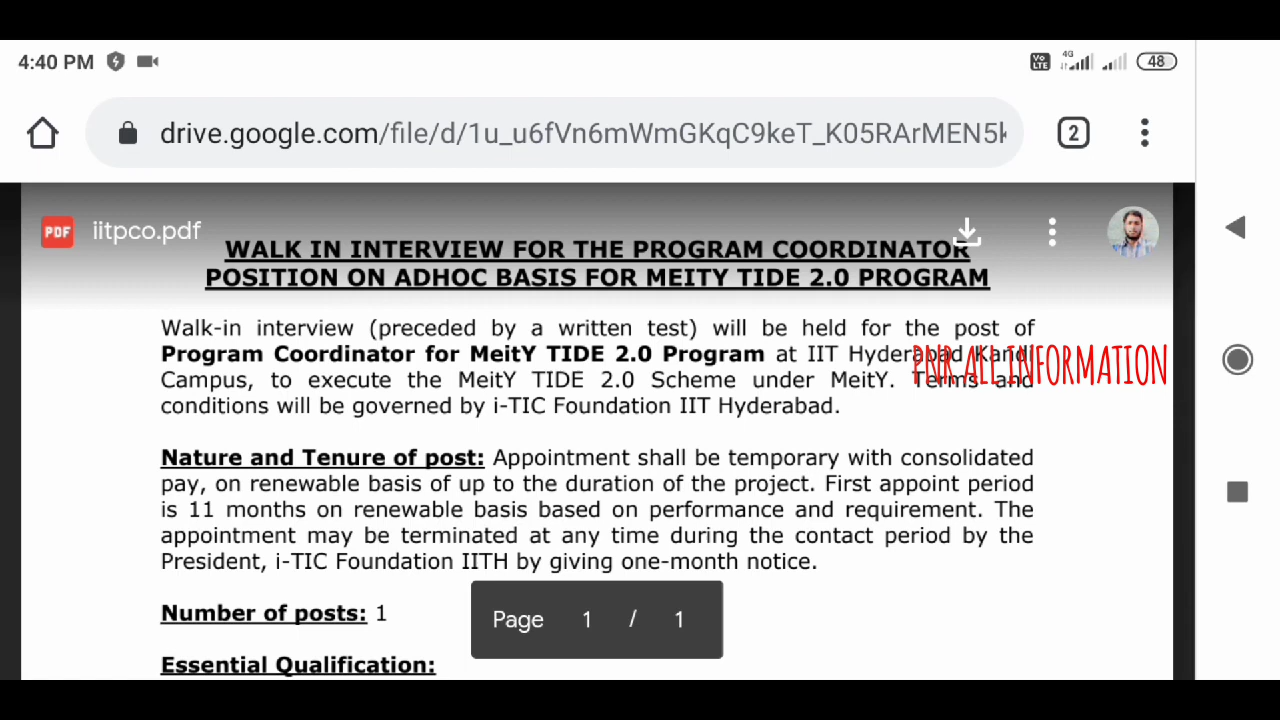 4:40 PM
Vo LTE 4G 48
drive.google.com/file/d/1u_u6fVn6mWmGKqC9keT_K05RArMEN5k
2
PDF iitpco.pdf
WALK IN INTERVIEW FOR THE PROGRAM COORDINATOR
POSITION ON ADHOC BASIS FOR MEITY TIDE 2.0 PROGRAM
Walk-in interview (preceded by a written test) will be held for the post of
Program Coordinator for MeitY TIDE 2.0 Program at IIT Hyderabad Kandi
PNR ALL INFORMATION
Campus, to execute the MeitY TIDE 2.0 Scheme under MeitY. Terms and
conditions will be governed by i-TIC Foundation IIT Hyderabad.
Nature and Tenure of post: Appointment shall be temporary with consolidated
pay, on renewable basis of up to the duration of the project. First appoint period
is 11 months on renewable basis based on performance and requirement. The
appointment may be terminated at any time during the contact period by the
President, i-TIC Foundation IITH by giving one-month notice.
Number of posts: 1
Page 1 / 1
Essential Qualification: